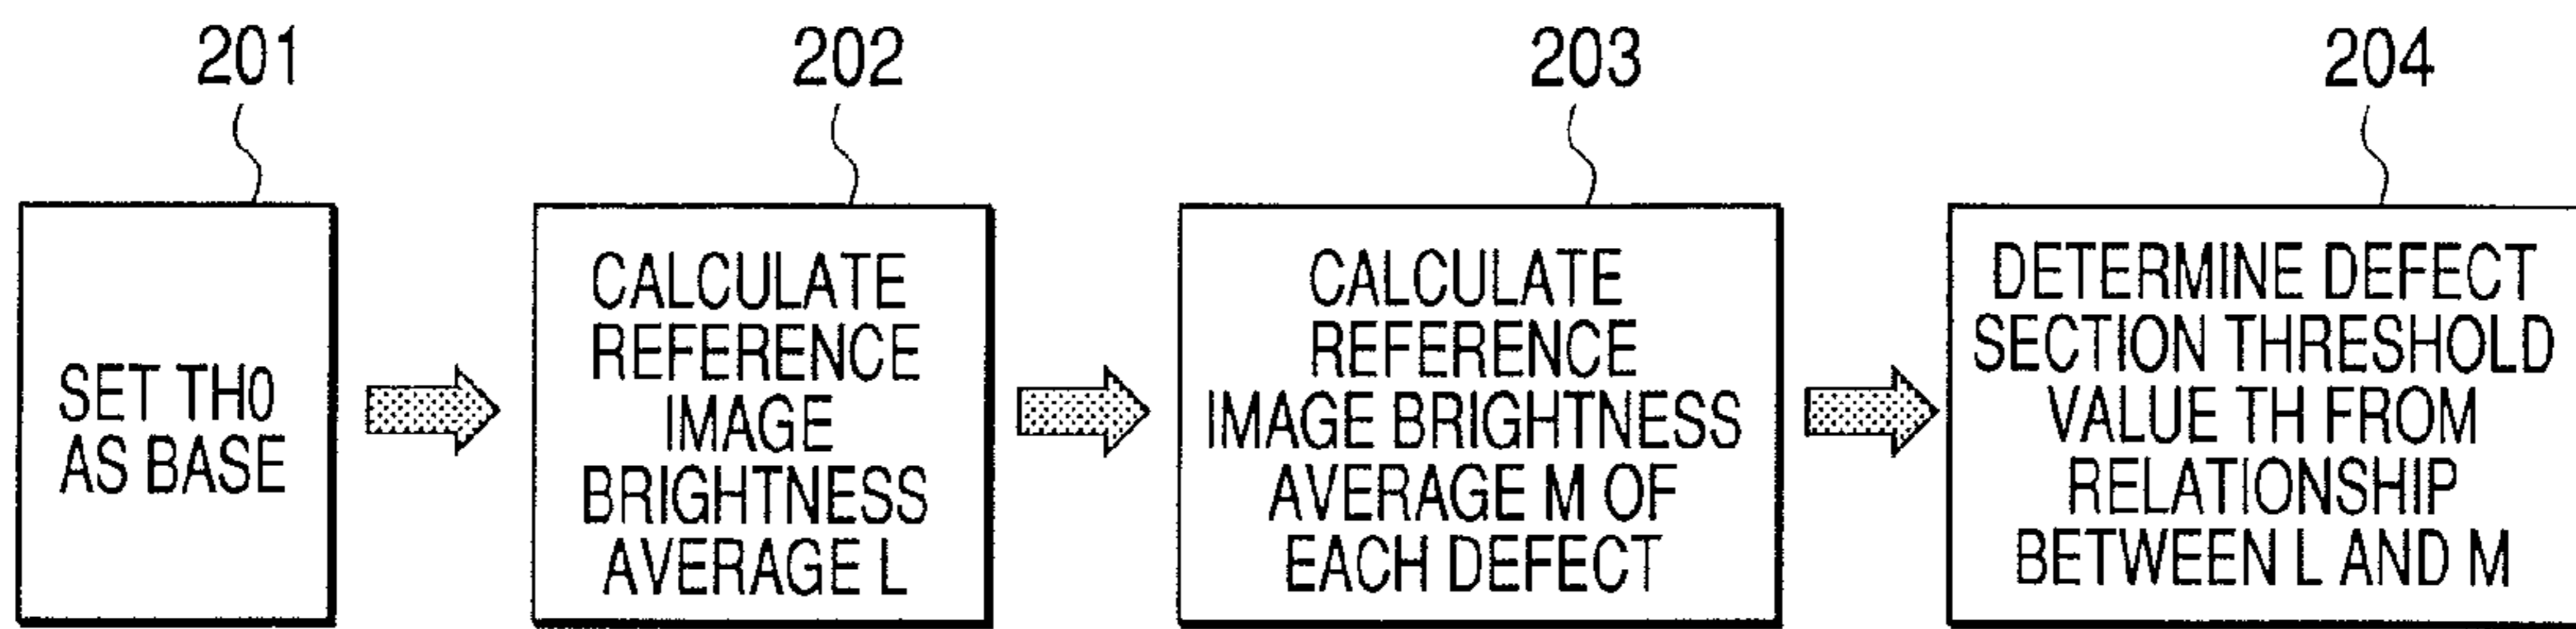 201
202
203
204
SET TH0
AS BASE
CALCULATE
REFERENCE
IMAGE
BRIGHTNESS
AVERAGE L
CALCULATE
REFERENCE
IMAGE BRIGHTNESS
AVERAGE M OF
EACH DEFECT
DETERMINE DEFECT
SECTION THRESHOLD
VALUE TH FROM
RELATIONSHIP
BETWEEN L AND M